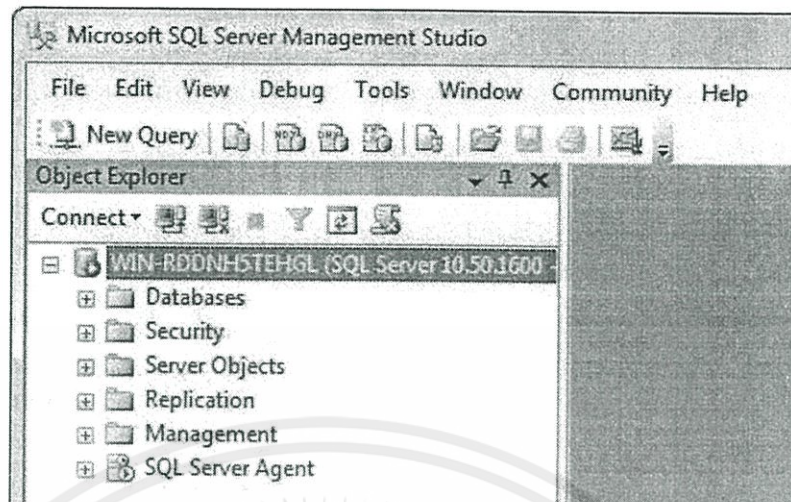 Microsoft SQL Server Management Studio
File Edit View Debug Tools Window Community Help
New Query
Object Explorer
Connect
WIN-RDDNH5TEHGL (SQL Server 10.50.1600 -
Databases
Security
Server Objects
Replication
Management
SQL Server Agent